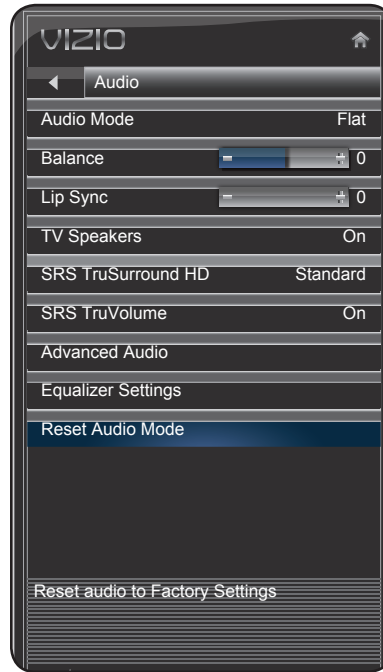 VIZIO
Audio
Audio Mode Flat
Balance 0
Lip Sync 0
TV Speakers On
SRS TruSurround HD Standard
SRS TruVolume On
Advanced Audio
Equalizer Settings
Reset Audio Mode
Reset audio to Factory Settings